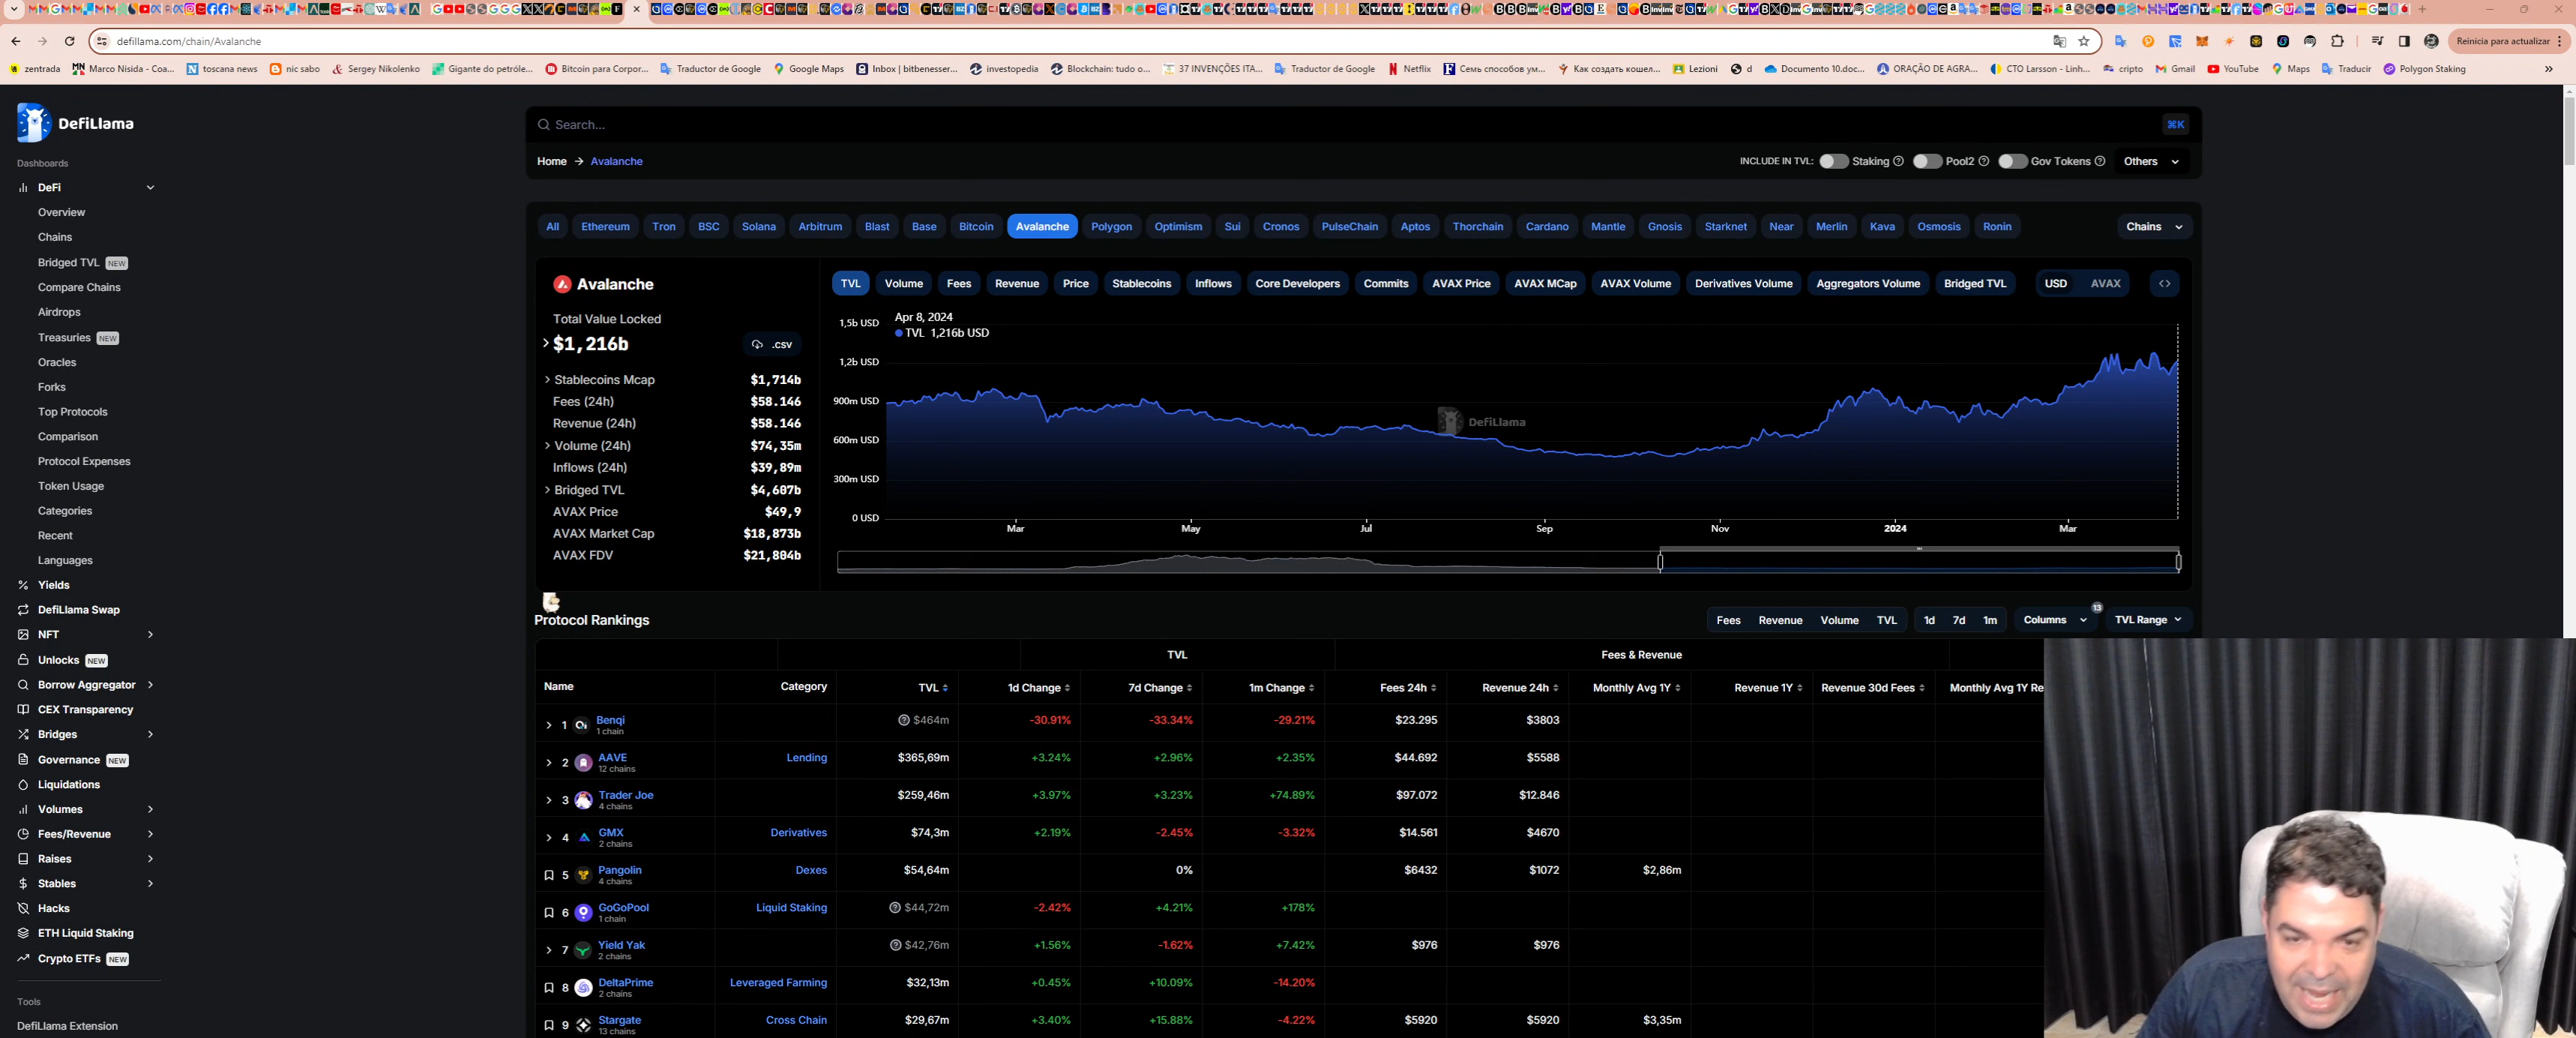 defillama.com/chain/Avalanche
Reinicia para actualizar
zentrada
Marco Nisida - Coa...
toscana news
nic sabo
Sergey Nikolenko
Gigante do petróle...
Bitcoin para Corpor...
Traductor de Google
Google Maps
Inbox | bitbenesser...
investopedia
Blockchain: tudo o...
37 INVENÇÕES ITA...
Traductor de Google
Netflix
Семь способов ум...
Как создать кошел...
Lezioni
d
Documento 10.doc...
ORAÇÃO DE AGRA...
CTO Larsson - Linh...
cripto
Gmail
YouTube
Maps
Traducir
Polygon Staking
DefiLlama
Dashboards
DeFi
Overview
Chains
Bridged TVL NEW
Compare Chains
Airdrops
Treasuries NEW
Oracles
Forks
Top Protocols
Comparison
Protocol Expenses
Token Usage
Categories
Recent
Languages
Yields
DefiLlama Swap
NFT
Unlocks NEW
Borrow Aggregator
CEX Transparency
Bridges
Governance NEW
Liquidations
Volumes
Fees/Revenue
Raises
Stables
Hacks
ETH Liquid Staking
Crypto ETFs NEW
Tools
DefiLlama Extension
Search...
⌘K
Home → Avalanche
INCLUDE IN TVL: Staking Pool2 Gov Tokens Others
All Ethereum Tron BSC Solana Arbitrum Blast Base Bitcoin Avalanche Polygon Optimism Sui Cronos PulseChain Aptos Thorchain Cardano Mantle Gnosis Starknet Near Merlin Kava Osmosis Ronin Chains
Avalanche
Total Value Locked
$1,216b
.csv
Stablecoins Mcap $1,714b
Fees (24h) $58.146
Revenue (24h) $58.146
Volume (24h) $74,35m
Inflows (24h) $39,89m
Bridged TVL $4,607b
AVAX Price $49,9
AVAX Market Cap $18,873b
AVAX FDV $21,804b
TVL Volume Fees Revenue Price Stablecoins Inflows Core Developers Commits AVAX Price AVAX MCap AVAX Volume Derivatives Volume Aggregators Volume Bridged TVL USD AVAX
Apr 8, 2024
TVL 1,216b USD
1,5b USD
1,2b USD
900m USD
600m USD
300m USD
0 USD
DefiLlama
Mar May Jul Sep Nov 2024 Mar
Protocol Rankings
Fees Revenue Volume TVL 1d 7d 1m Columns 13 TVL Range
TVL Fees & Revenue
Name Category TVL 1d Change 7d Change 1m Change Fees 24h Revenue 24h Monthly Avg 1Y Revenue 1Y Revenue 30d Fees Monthly Avg 1Y Re
1 Benqi $464m -30.91% -33.34% -29.21% $23.295 $3803
1 chain
2 AAVE Lending $365,69m +3.24% +2.96% +2.35% $44.692 $5588
12 chains
3 Trader Joe $259,46m +3.97% +3.23% +74.89% $97.072 $12.846
4 chains
4 GMX Derivatives $74,3m +2.19% -2.45% -3.32% $14.561 $4670
2 chains
5 Pangolin Dexes $54,64m 0% $6432 $1072 $2,86m
4 chains
6 GoGoPool Liquid Staking $44,72m -2.42% +4.21% +178%
1 chain
7 Yield Yak $42,76m +1.56% -1.62% +7.42% $976 $976
2 chains
8 DeltaPrime Leveraged Farming $32,13m +0.45% +10.09% -14.20%
2 chains
9 Stargate Cross Chain $29,67m +3.40% +15.88% -4.22% $5920 $5920 $3,35m
13 chains